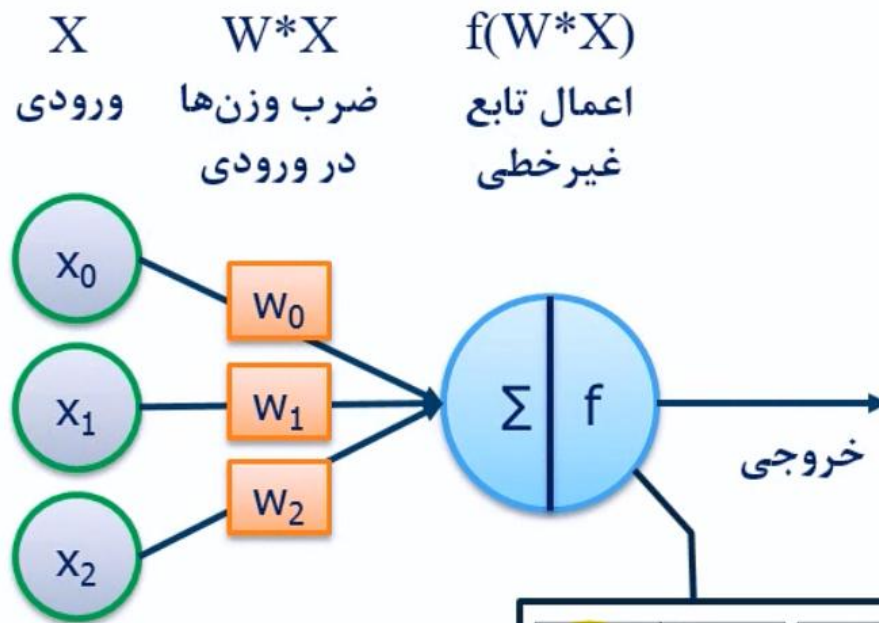 X W*X f(W*X)
ورودی ضرب وزن‌ها اعمال تابع
در ورودی غیرخطی
x₀
w₀
x₁
w₁
Σ f
w₂
خروجی
x₂